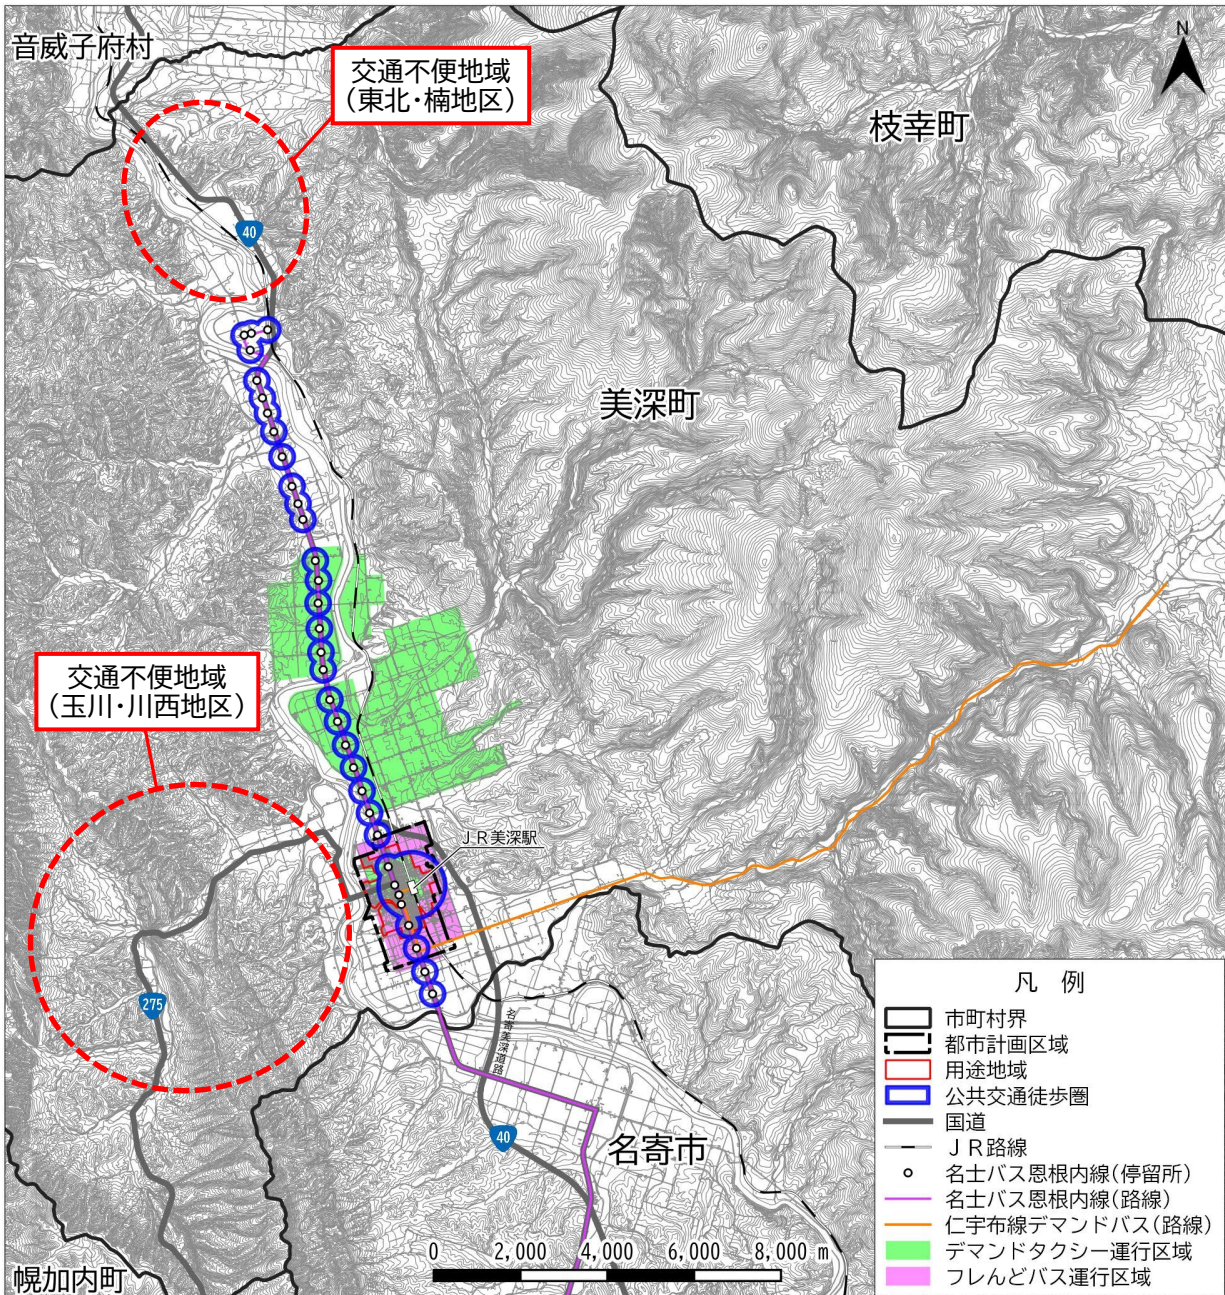 音威子府村
交通不便地域
（東北・楠地区）
N
枝幸町
40
美深町
交通不便地域
（玉川・川西地区）
JR美深駅
275
名寄美深道路
40
名寄市
幌加内町
0 2,000 4,000 6,000 8,000 m
凡 例
市町村界
都市計画区域
用途地域
公共交通徒歩圏
国道
JR路線
名士バス恩根内線(停留所)
名士バス恩根内線(路線)
仁宇布線デマンドバス(路線)
デマンドタクシー運行区域
フレんどバス運行区域